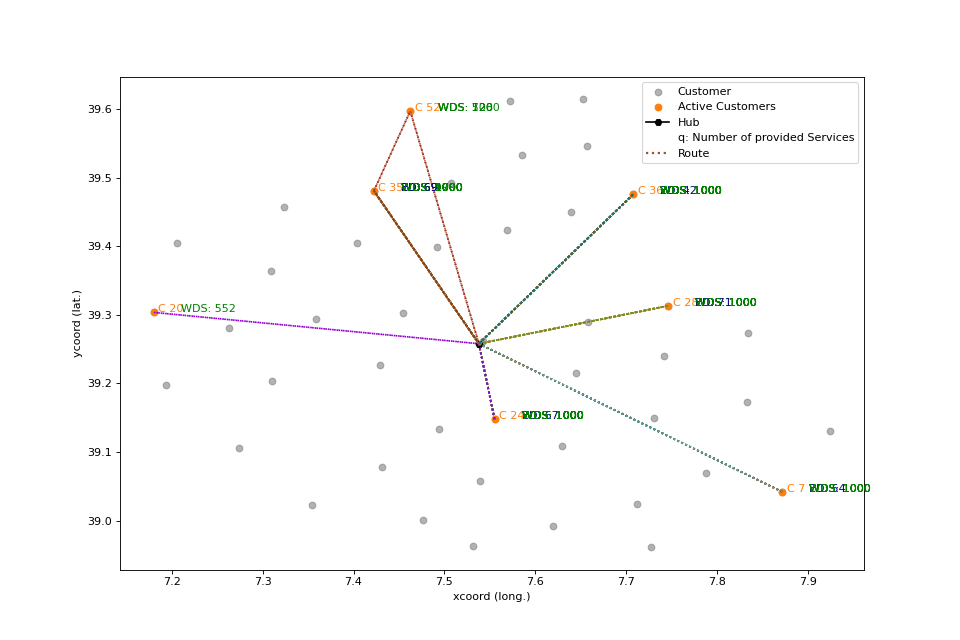 39.6
39.5
39.4
39.3
39.2
39.1
39.0
ycoord (lat.)
7.2
7.3
7.4
7.5
7.6
7.7
7.8
7.9
xcoord (long.)
Customer
Active Customers
Hub
q: Number of provided Services
Route
C 52
C 35
C 36
C 20
WDS: 552
C 28
C 24
C 7